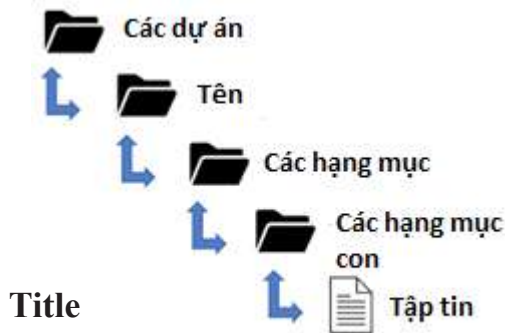 Các dự án
Tên
Các hạng mục
Các hạng mục
con
Tập tin
Title